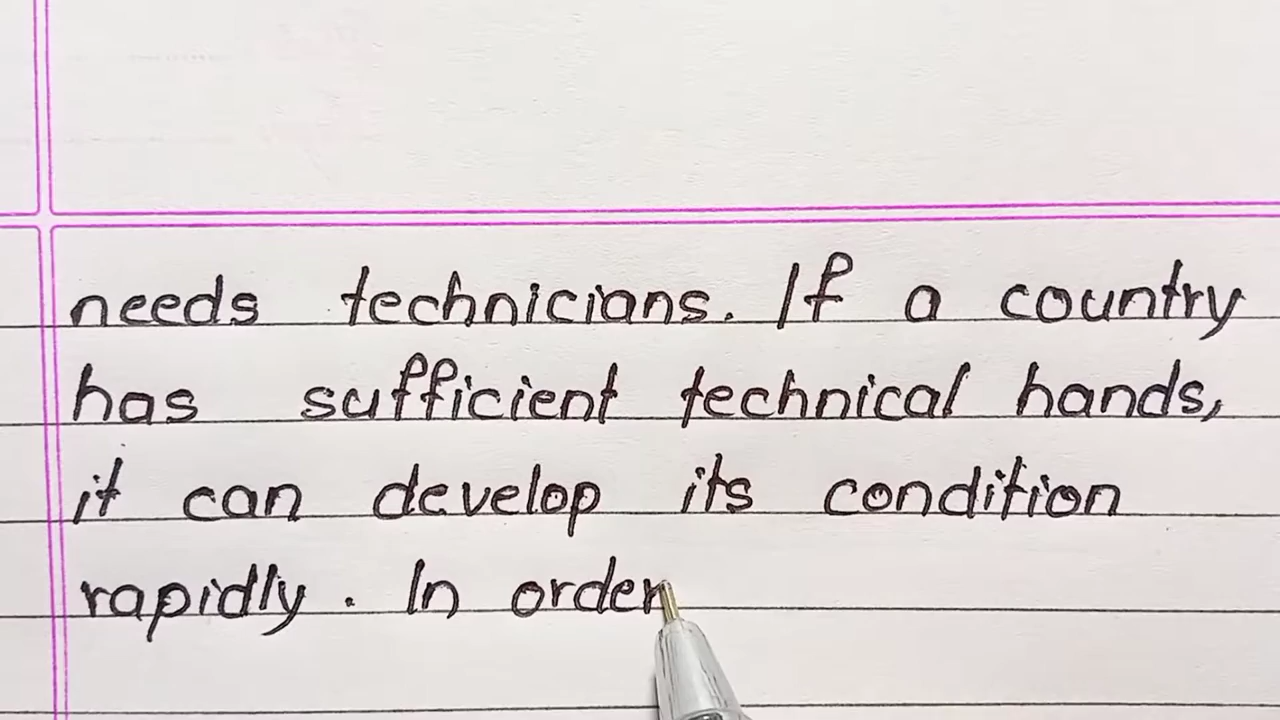 needs technicians. If a country
has sufficient technical hands,
it can develop its condition
rapidly. In order